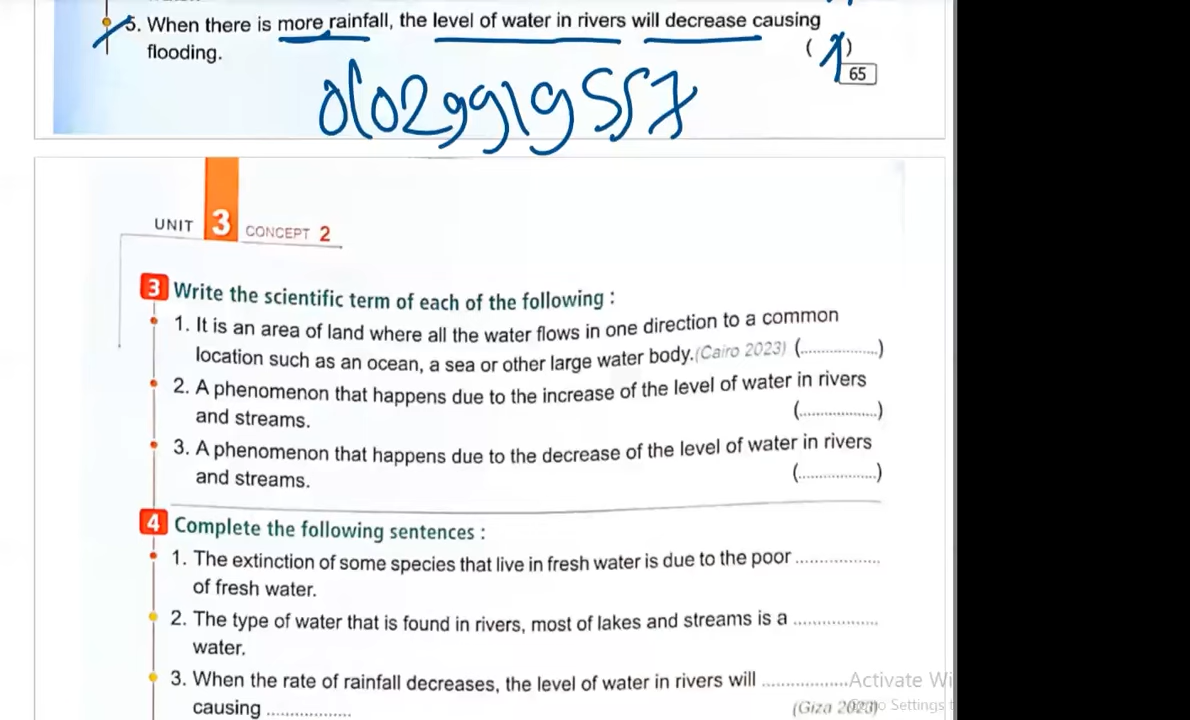 5. When there is more rainfall, the level of water in rivers will decrease causing
flooding.
( )
65
UNIT 3 CONCEPT 2
3 Write the scientific term of each of the following :
1. It is an area of land where all the water flows in one direction to a common
location such as an ocean, a sea or other large water body. (Cairo 2023) (................)
2. A phenomenon that happens due to the increase of the level of water in rivers
and streams. (................)
3. A phenomenon that happens due to the decrease of the level of water in rivers
and streams. (................)
4 Complete the following sentences :
1. The extinction of some species that live in fresh water is due to the poor ................
of fresh water.
2. The type of water that is found in rivers, most of lakes and streams is a ................
water.
3. When the rate of rainfall decreases, the level of water in rivers will ................
causing ................ (Giza 2023)
Activate Wi
Go to Settings t